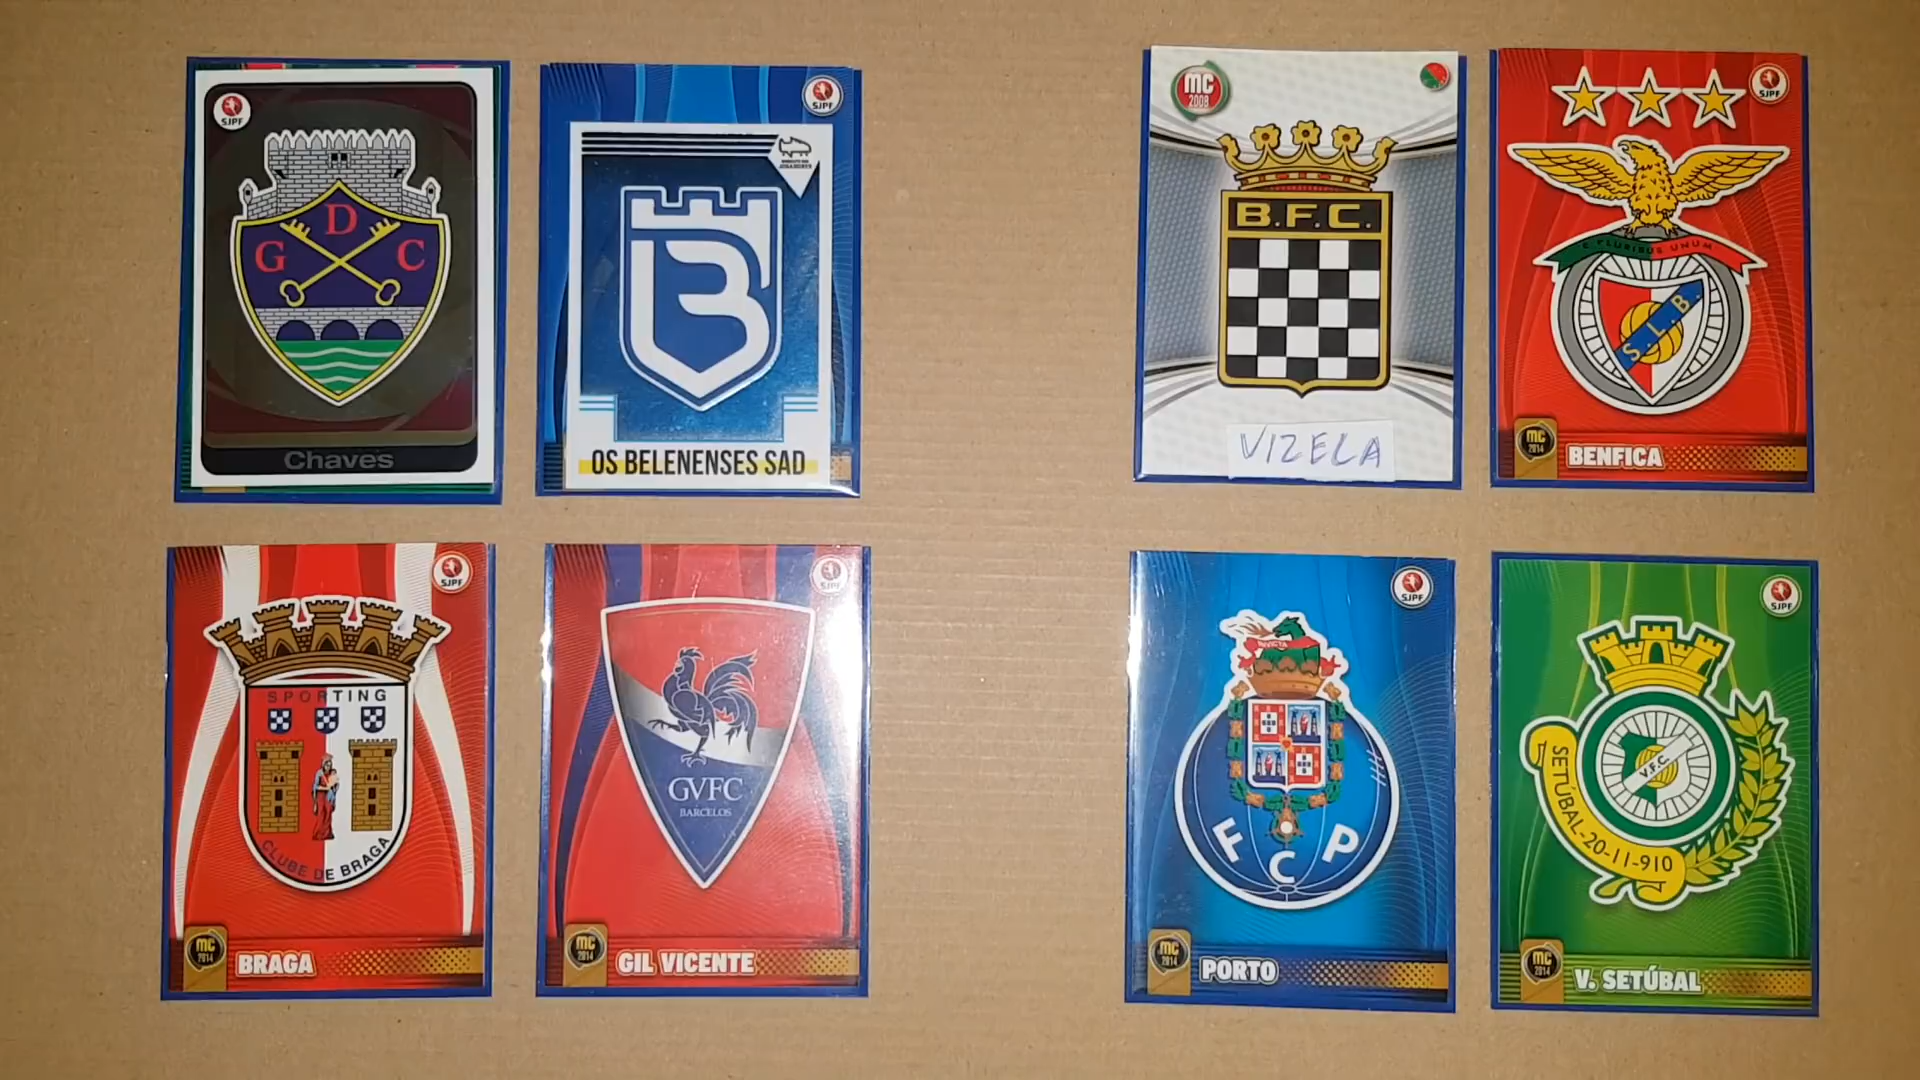 SJPF
D
G C
Chaves
SJPF
OS BELENENSES SAD
MC
2008
B.F.C.
VIZELA
SJPF
E PLURIBUS UNUM
S.L.B.
MC
2014
BENFICA
SJPF
SPORTING
CLUBE DE BRAGA
MC
2014
BRAGA
SJPF
GVFC
BARCELOS
MC
2014
GIL VICENTE
SJPF
INVICTA
F C P
MC
2014
PORTO
SJPF
V.F.C.
SETÚBAL-20-11-910
MC
2014
V. SETÚBAL